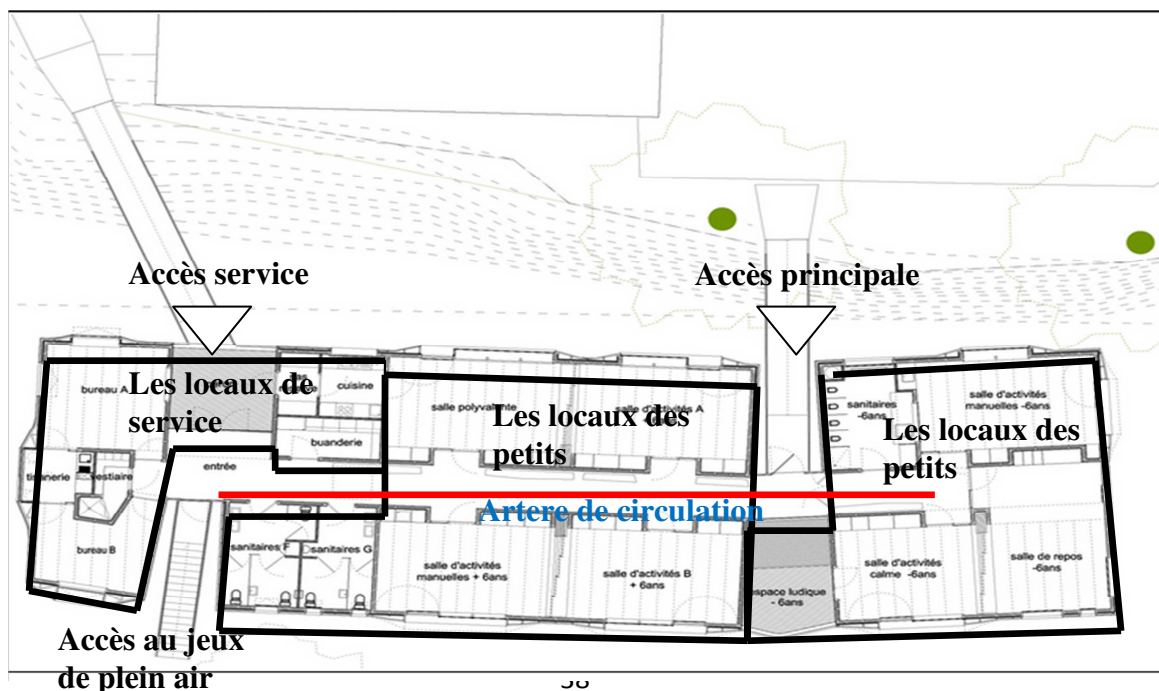 Accès service
Accès principale
bureau A
Les locaux de
service
cuisine
buanderie
entrée
vestiaire
bureau B
salle polyvalente
salle d'activités A
Les locaux des
petits
sanitaires
-6ans
salle d'activités
manuelles -6ans
Les locaux des
petits
Artere de circulation
sanitaires F
sanitaires G
salle d'activités
manuelles + 6ans
salle d'activités B
+ 6ans
espace ludique
- 6ans
salle d'activités
calme -6ans
salle de repos
-6ans
Accès au jeux
de plein air